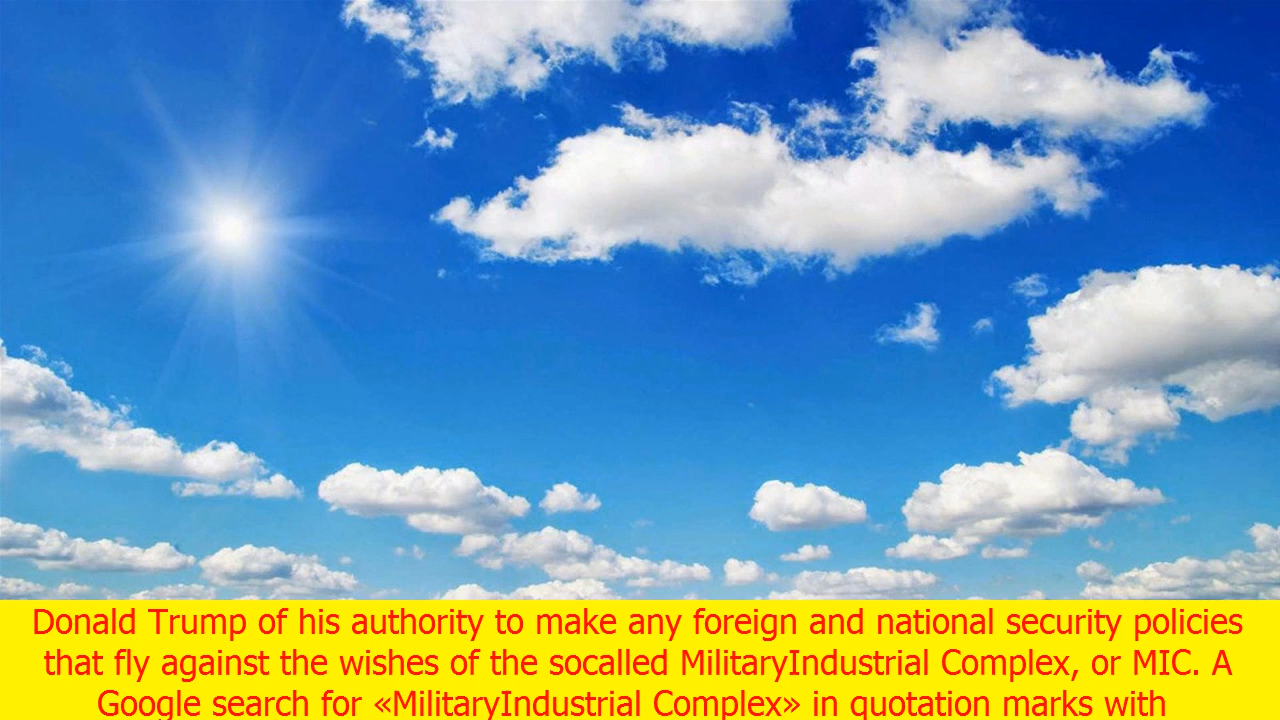 Donald Trump of his authority to make any foreign and national security policies
that fly against the wishes of the socalled MilitaryIndustrial Complex, or MIC. A
Google search for «MilitaryIndustrial Complex» in quotation marks with